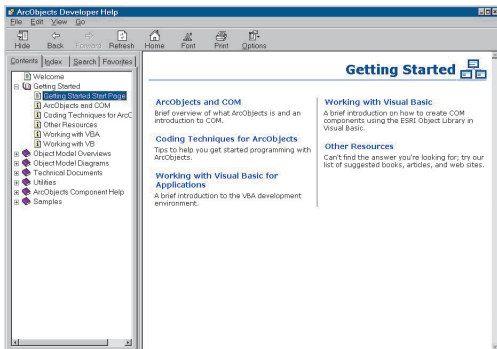 ArcObjects Developer Help
File Edit View Go
Hide Back Forward Refresh Home Font Print Options
Contents Index Search Favorites
Welcome
Getting Started
Getting Started Start Page
ArcObjects and COM
Coding Techniques for ArcO
Other Resources
Working with VBA
Working with VB
Object Model Overviews
Object Model Diagrams
Technical Documents
Utilities
ArcObjects Component Help
Samples
Getting Started
ArcObjects and COM
Brief overview of what ArcObjects is and an
introduction to COM.
Coding Techniques for ArcObjects
Tips to help you get started programming with
ArcObjects.
Working with Visual Basic for
Applications
A brief introduction to the VBA development
environment.
Working with Visual Basic
A brief introduction on how to create COM
components using the ESRI Object Library in
Visual Basic.
Other Resources
Can't find the answer you're looking for; try our
list of suggested books, articles, and web sites.